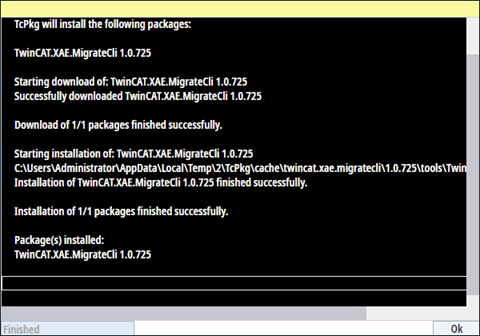 TcPkg will install the following packages:
TwinCAT.XAE.MigrateCli 1.0.725
Starting download of: TwinCAT.XAE.MigrateCli 1.0.725
Successfully downloaded TwinCAT.XAE.MigrateCli 1.0.725
Download of 1/1 packages finished successfully.
Starting installation of: TwinCAT.XAE.MigrateCli 1.0.725
C:\Users\Administrator\AppData\Local\Temp\2\TcPkg\cache\twincat.xae.migratecli\1.0.725\tools\Twin
Installation of TwinCAT.XAE.MigrateCli 1.0.725 finished successfully.
Installation of 1/1 packages finished successfully.
Package(s) installed:
TwinCAT.XAE.MigrateCli 1.0.725
Finished
Ok